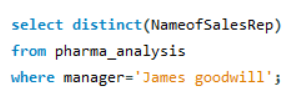 select distinct(NameofSalesRep)
from pharma_analysis
where manager='James goodwill';